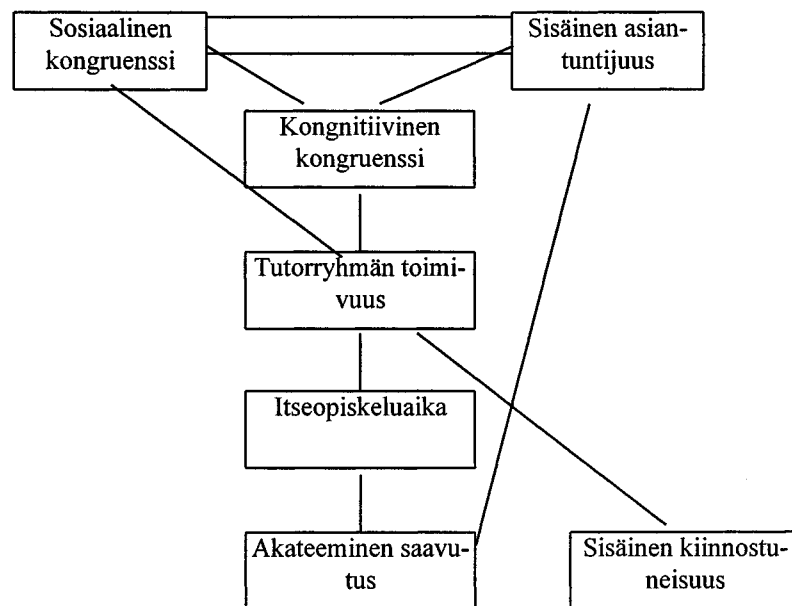 Sosiaalinen
kongruenssi
Sisäinen asian-
tuntijuus
Kongnitiivinen
kongruenssi
Tutorryhmän toimi-
vuus
Itseopiskeluaika
Akateeminen saavu-
tus
Sisäinen kiinnostu-
neisuus